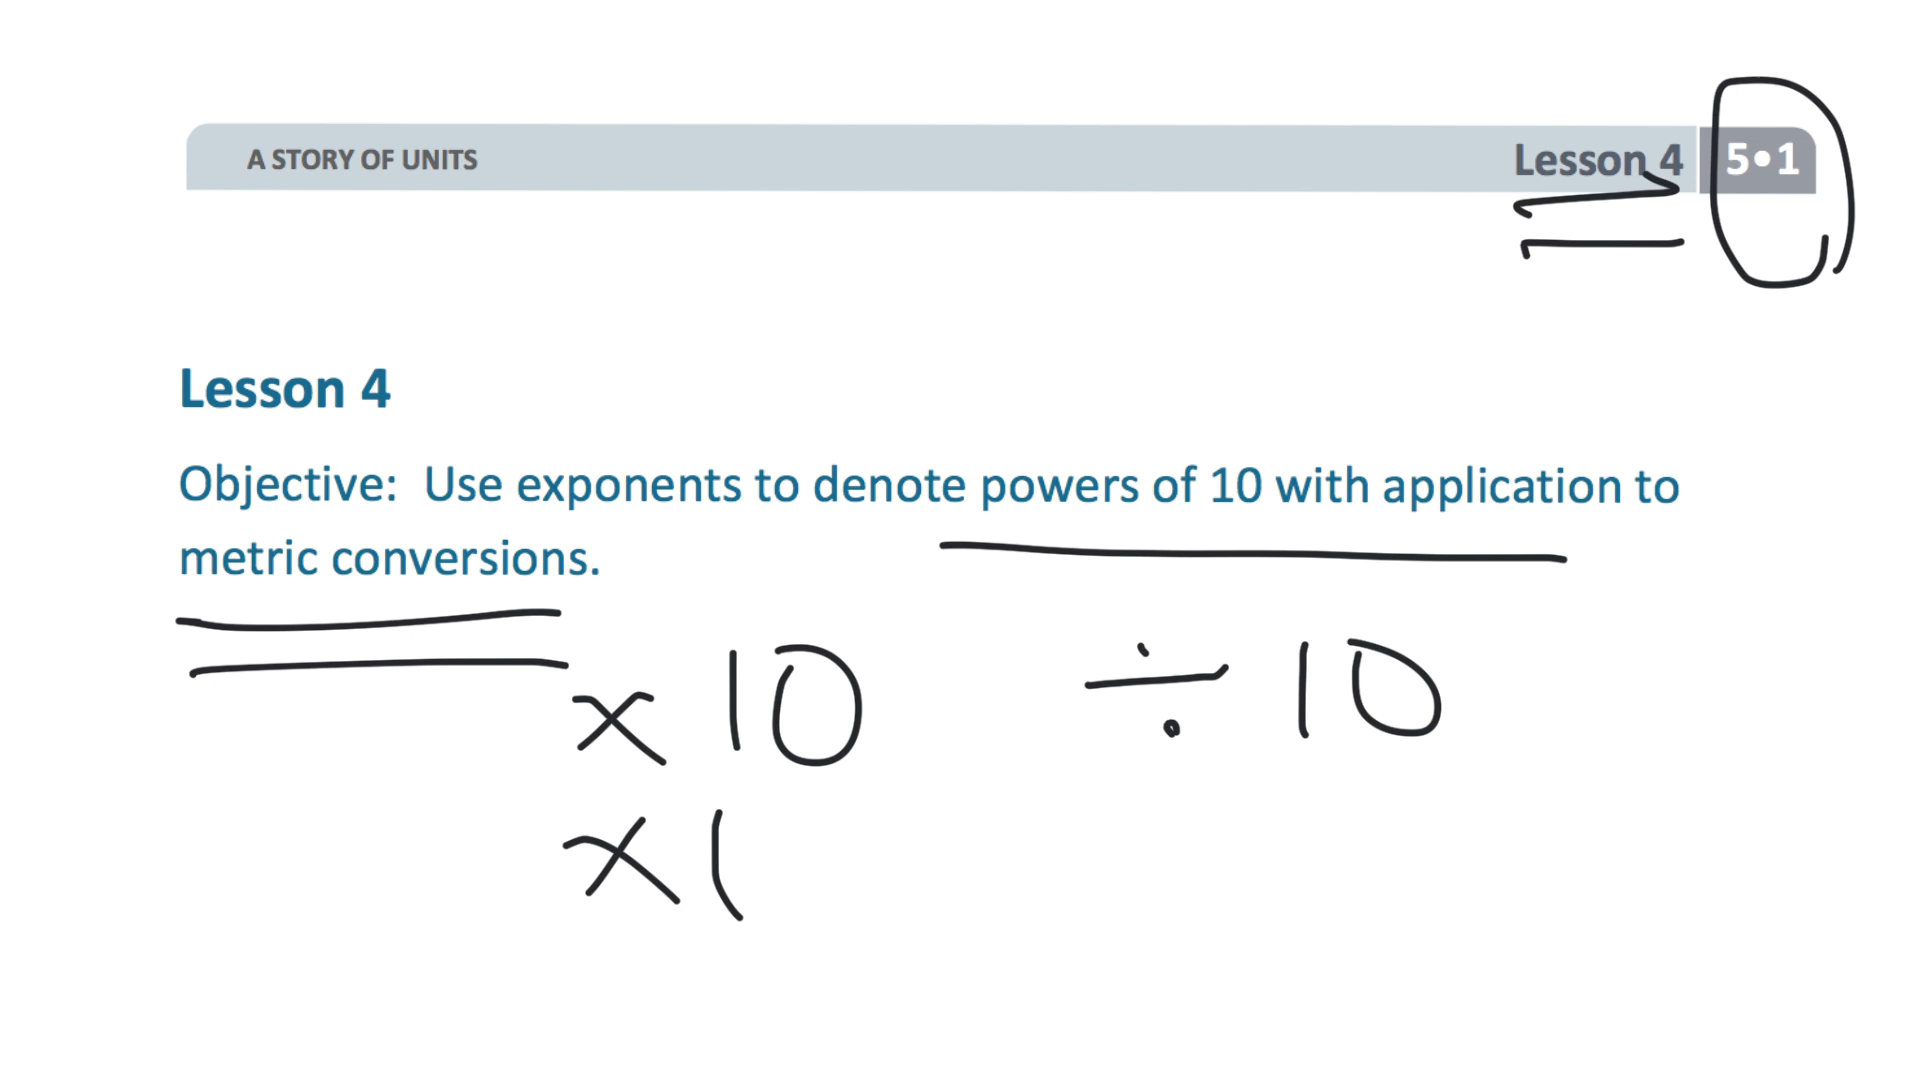 A STORY OF UNITS
Lesson 4 5•1
Lesson 4
Objective: Use exponents to denote powers of 10 with application to
metric conversions.
x 10 ÷ 10
x (